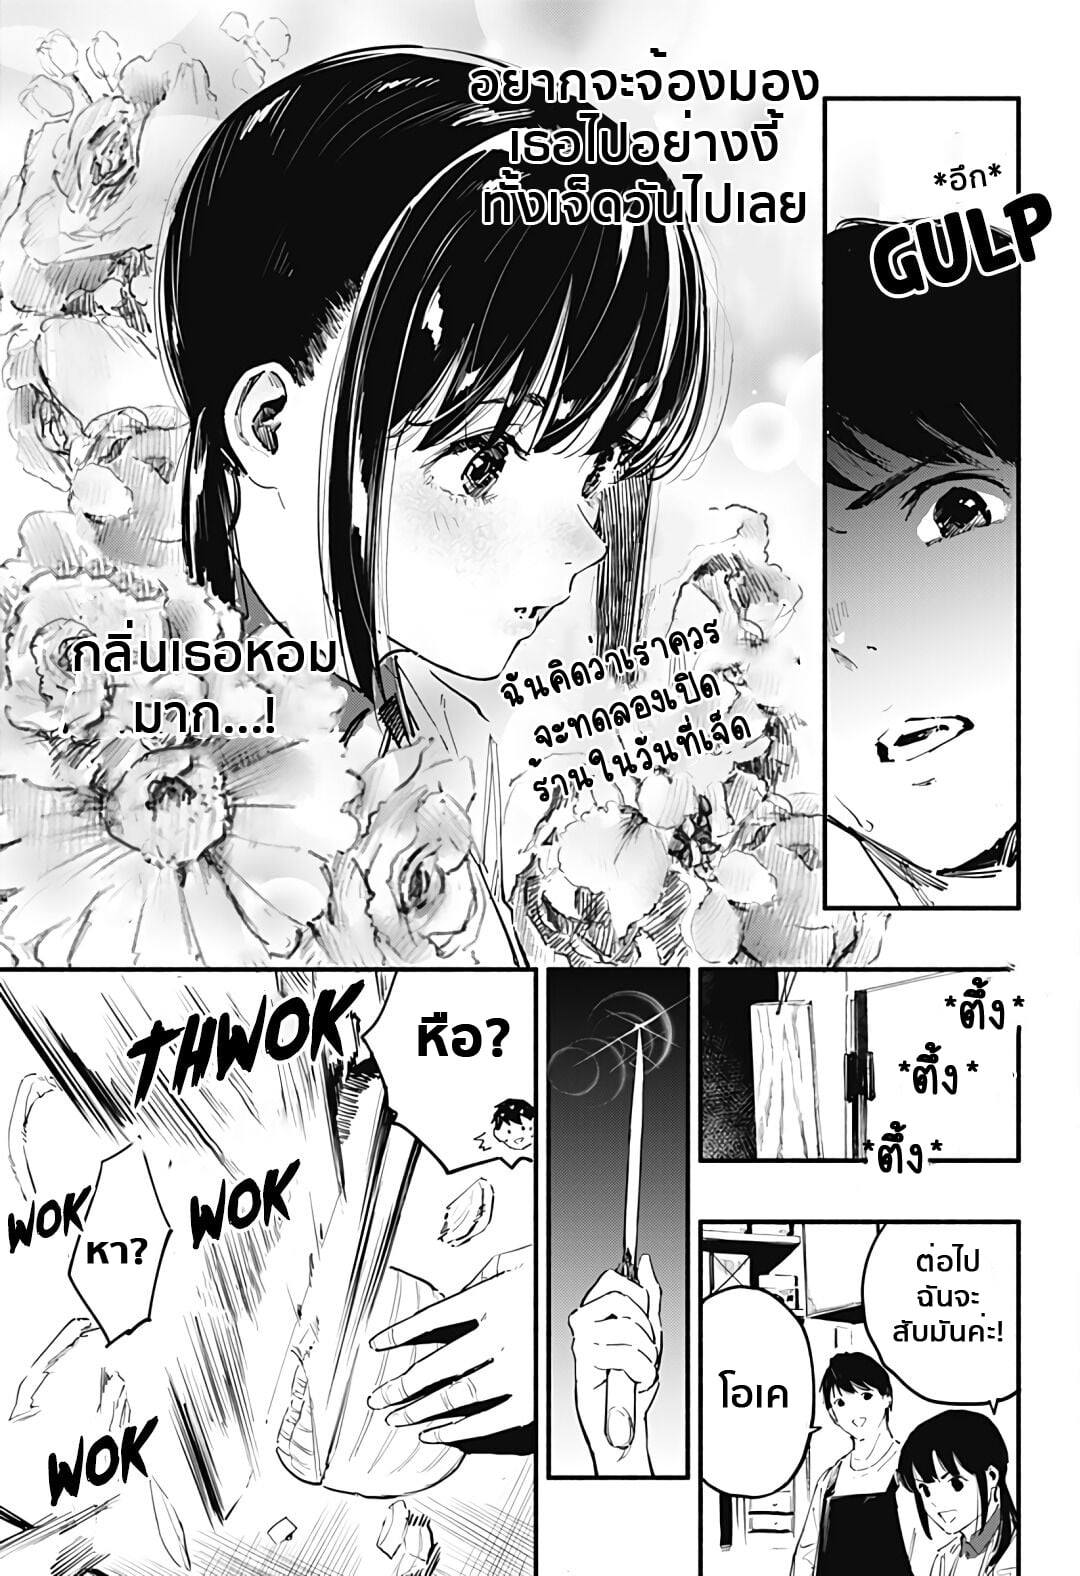 *อึก*
GULP
อยากจะจ้องมอง
เธอไปอย่างงี้
ทั้งเจ็ดวันไปเลย
ฉันคิดว่าเราควร
จะทดลองเปิด
ร้านในวันที่เจ็ด
กลิ่นเธอหอม
มาก...!
*ตึ้ง*
*ตึ้ง*
*ตึ้ง*
ต่อไป
ฉันจะ
สับมันค่ะ!
โอเค
หือ?
THWOK
WOK
หา?
WOK
WOK